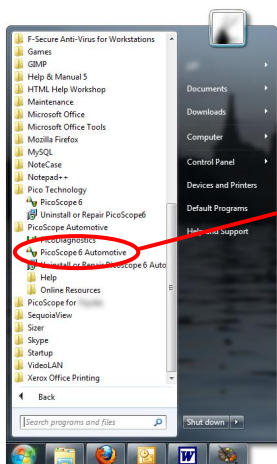 F-Secure Anti-Virus for Workstations
Games
GIMP
Help & Manual 5
HTML Help Workshop
Maintenance
Microsoft Office
Microsoft Office Tools
Mozilla Firefox
MySQL
NoteCase
Notepad++
Pico Technology
PicoScope 6
Uninstall or Repair PicoScope6
PicoScope Automotive
PicoDiagnostics
PicoScope 6 Automotive
Uninstall or Repair Picoscope 6 Auto
Help
Online Resources
PicoScope for
SequoiaView
Sizer
Skype
Startup
VideoLAN
Xerox Office Printing
Back
Search programs and files
Documents
Downloads
Computer
Control Panel
Devices and Printers
Default Programs
Help and Support
Shut down